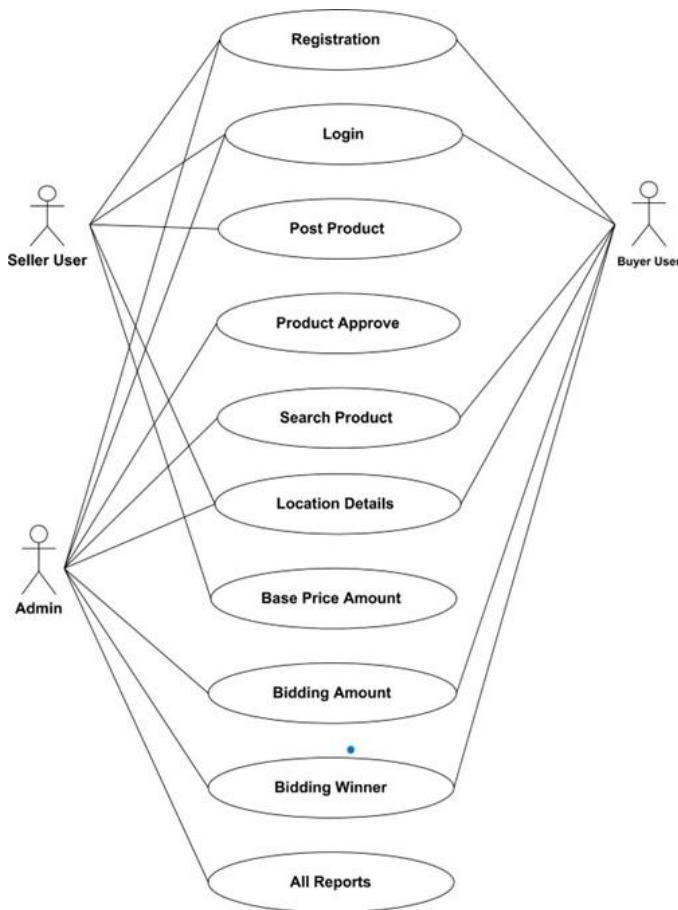 Registration
Login
Post Product
Seller User
Buyer User
Product Approve
Search Product
Location Details
Admin
Base Price Amount
Bidding Amount
Bidding Winner
All Reports